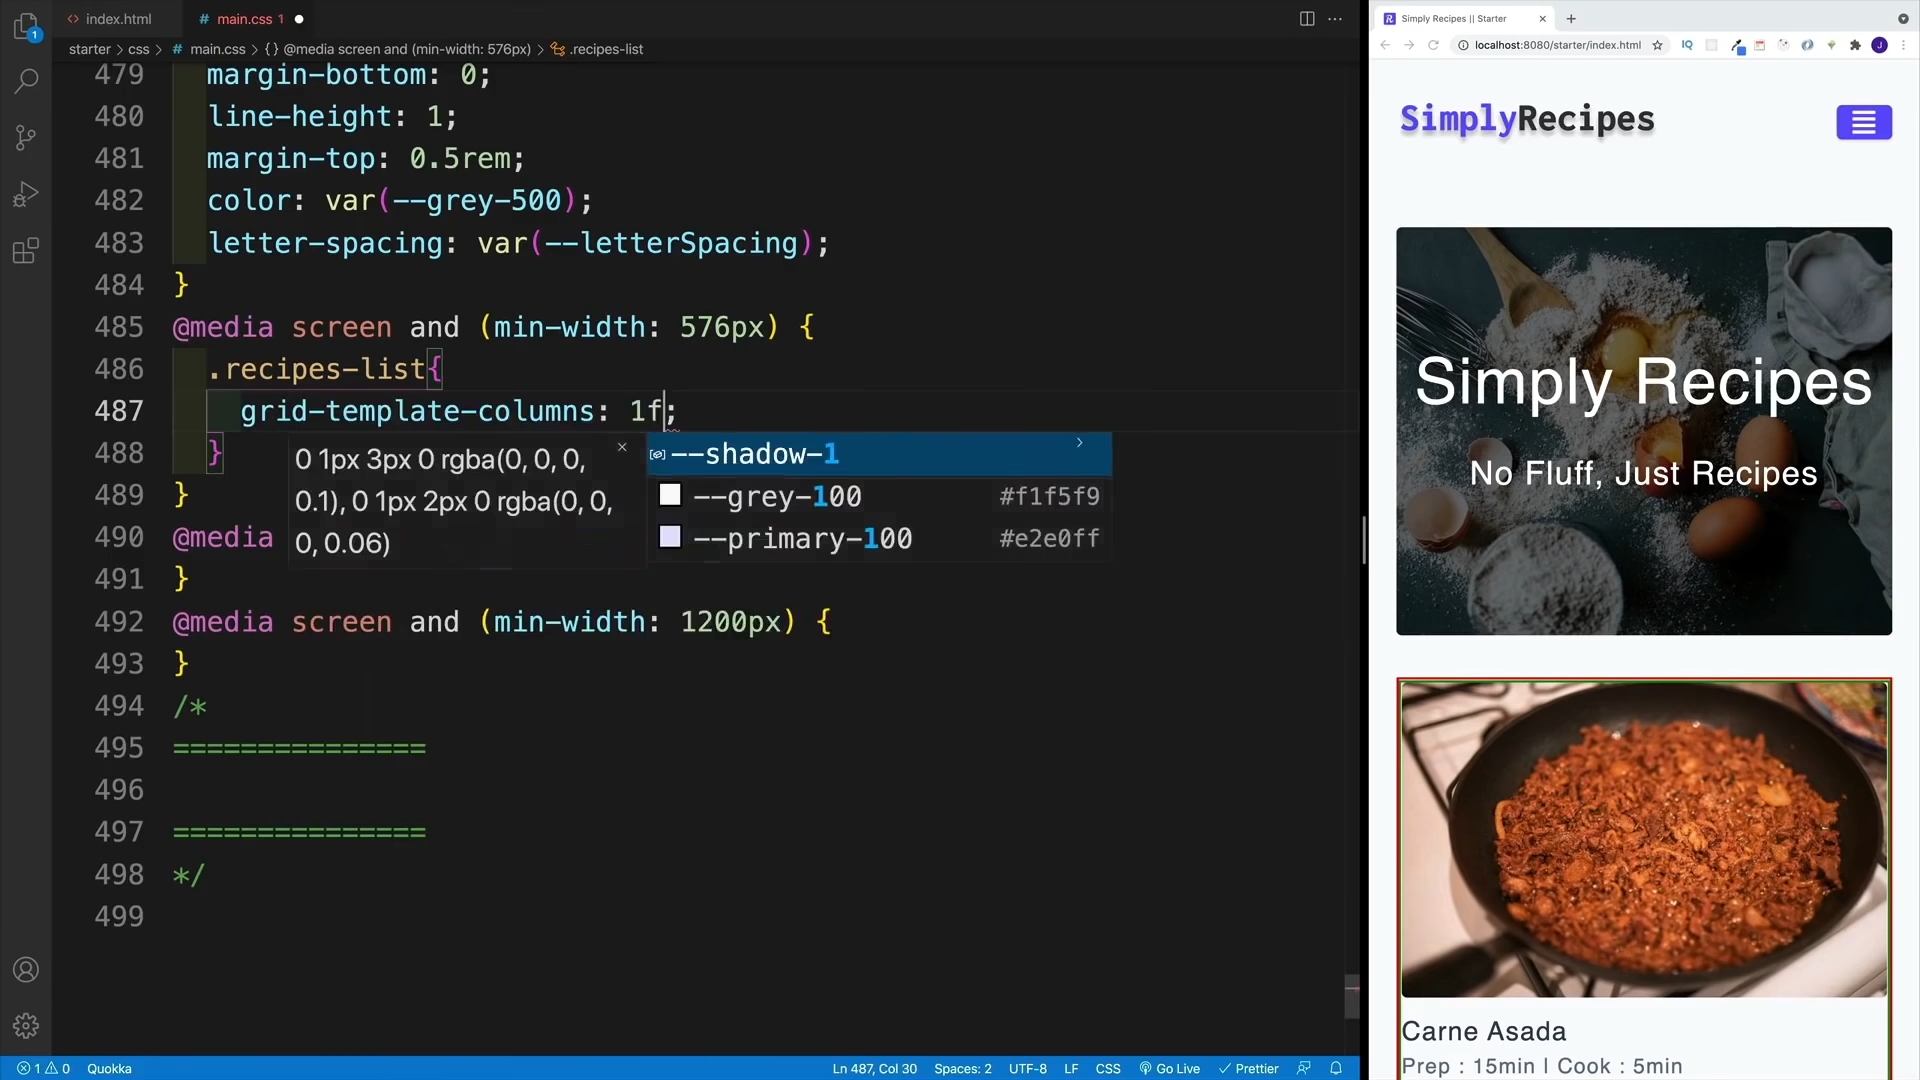 index.html
# main.css 1
starter > css > # main.css > {} @media screen and (min-width: 576px) > .recipes-list
479 margin-bottom: 0;
480 line-height: 1;
481 margin-top: 0.5rem;
482 color: var(--grey-500);
483 letter-spacing: var(--letterSpacing);
484 }
485 @media screen and (min-width: 576px) {
486 .recipes-list{
487 grid-template-columns: 1f;
488 }
489 }
490 @media
491 }
492 @media screen and (min-width: 1200px) {
493 }
494 /*
495 ===============
496
497 ===============
498 */
499
0 1px 3px 0 rgba(0, 0, 0,
0.1), 0 1px 2px 0 rgba(0, 0,
0, 0.06)
--shadow-1
--grey-100 #f1f5f9
--primary-100 #e2e0ff
1
1 0 Quokka Ln 487, Col 30 Spaces: 2 UTF-8 LF CSS Go Live Prettier
Simply Recipes || Starter
localhost:8080/starter/index.html
IQ
J
SimplyRecipes
Simply Recipes
No Fluff, Just Recipes
Carne Asada
Prep : 15min | Cook : 5min